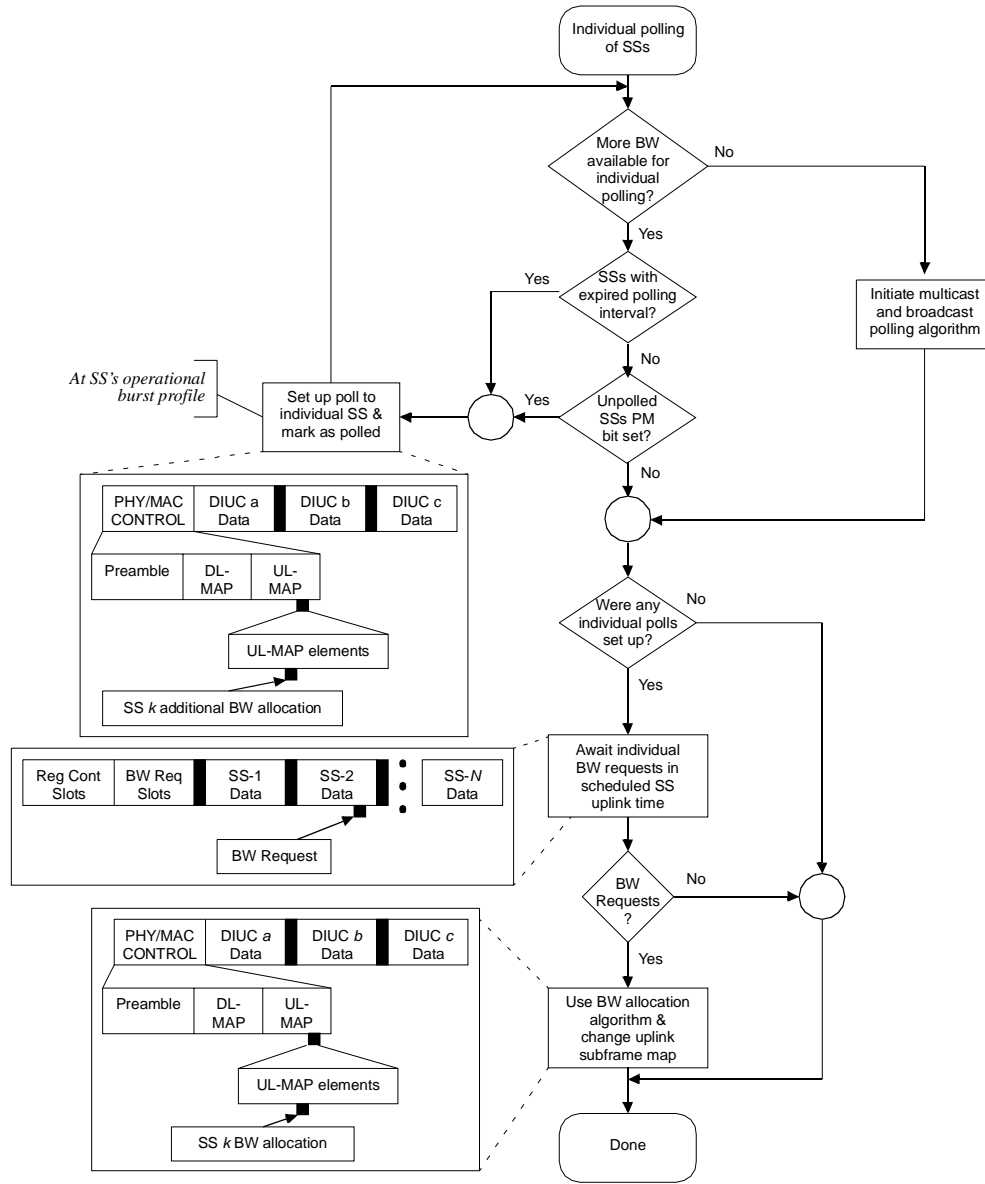 Individual polling
of SSs
More BW
available for
individual
polling?
No
Yes
SSs with
expired polling
interval?
Yes
No
Initiate multicast
and broadcast
polling algorithm
At SS's operational
burst profile
Set up poll to
individual SS &
mark as polled
Yes
Unpolled
SSs PM
bit set?
No
PHY/MAC
CONTROL
DIUC a
Data
DIUC b
Data
DIUC c
Data
Preamble
DL-
MAP
UL-
MAP
UL-MAP elements
SS k additional BW allocation
Were any
individual polls
set up?
No
Yes
Reg Cont
Slots
BW Req
Slots
SS-1
Data
SS-2
Data
SS-N
Data
BW Request
Await individual
BW requests in
scheduled SS
uplink time
BW
Requests
?
No
Yes
PHY/MAC
CONTROL
DIUC a
Data
DIUC b
Data
DIUC c
Data
Preamble
DL-
MAP
UL-
MAP
UL-MAP elements
SS k BW allocation
Use BW allocation
algorithm &
change uplink
subframe map
Done